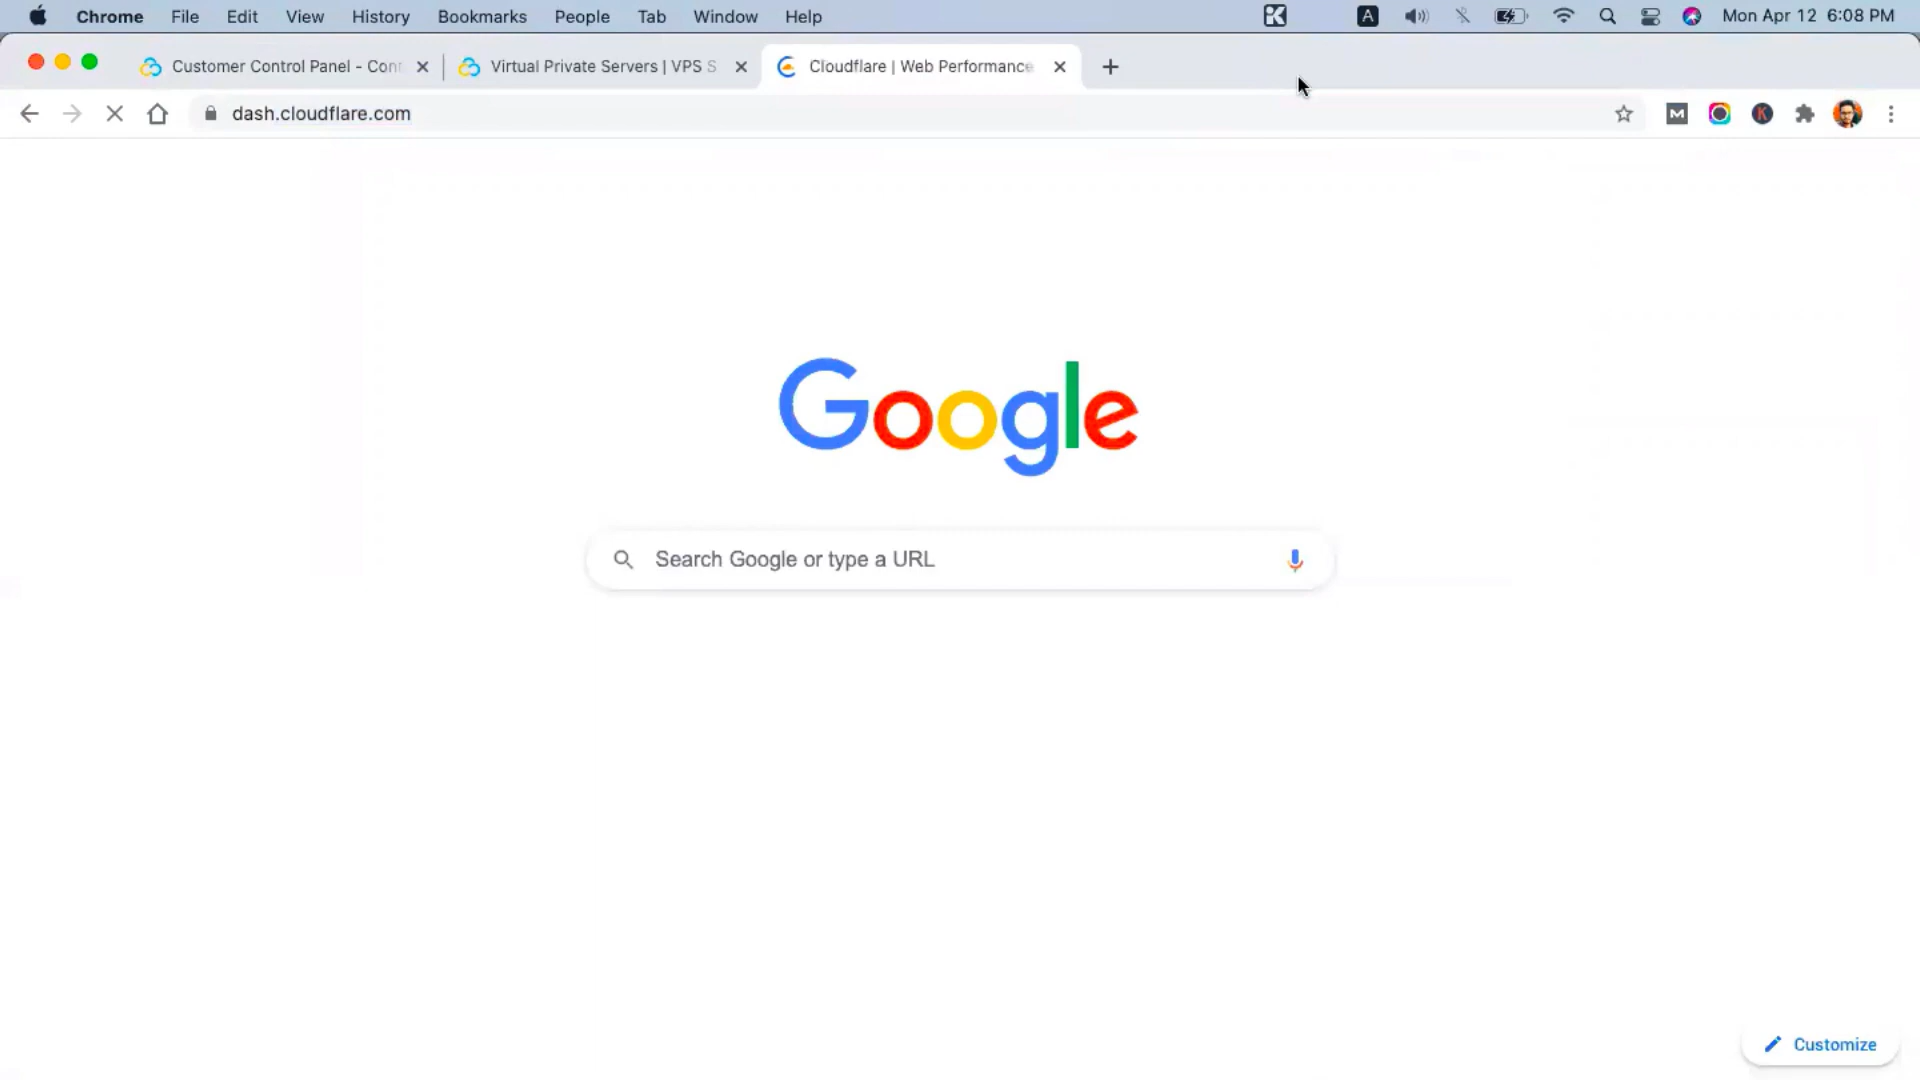 Chrome File Edit View History Bookmarks People Tab Window Help A Mon Apr 12 6:08 PM
Customer Control Panel - Cont Virtual Private Servers | VPS S Cloudflare | Web Performance
dash.cloudflare.com M K
Google
Search Google or type a URL
Customize